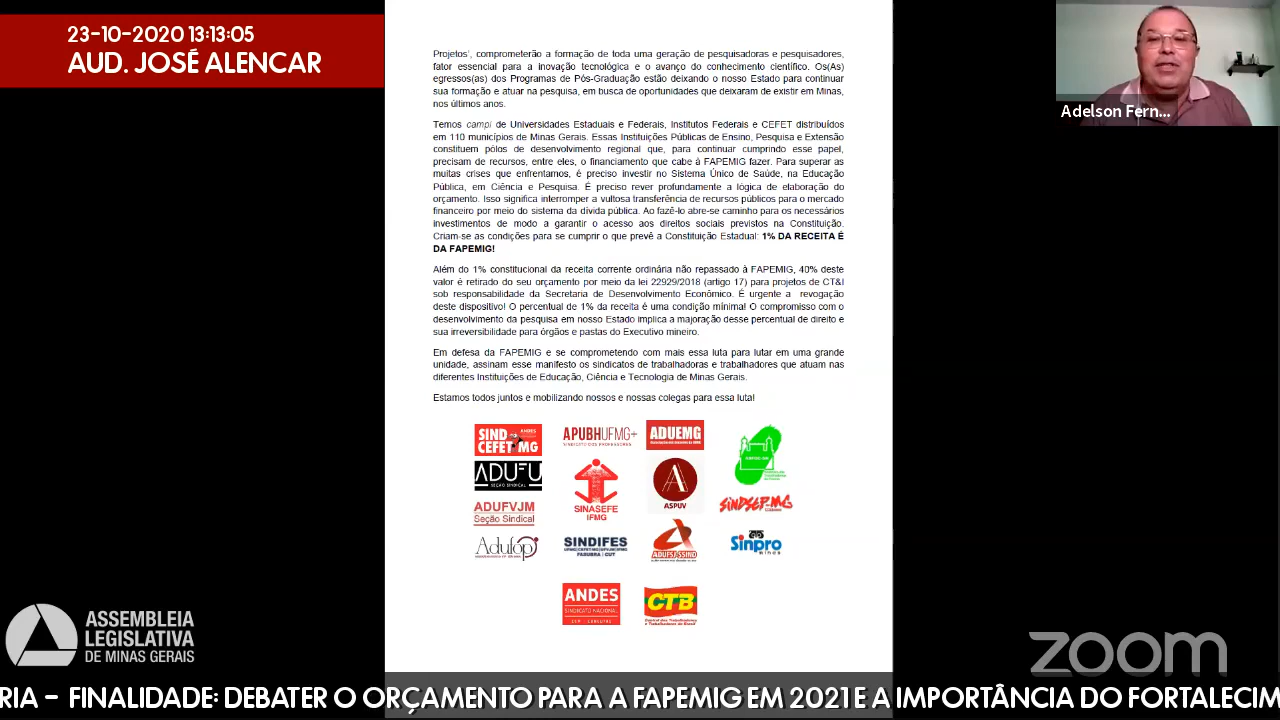 23-10-2020 13:13:05
AUD. JOSÉ ALENCAR
Adelson Fern...
Projetos', comprometerão a formação de toda uma geração de pesquisadoras e pesquisadores,
fator essencial para a inovação tecnológica e o avanço do conhecimento científico. Os(As)
egressos(as) dos Programas de Pós-Graduação estão deixando o nosso Estado para continuar
sua formação e atuar na pesquisa, em busca de oportunidades que deixaram de existir em Minas,
nos últimos anos.
Temos campi de Universidades Estaduais e Federais, Institutos Federais e CEFET distribuídos
em 110 municípios de Minas Gerais. Essas Instituições Públicas de Ensino, Pesquisa e Extensão
constituem pólos de desenvolvimento regional que, para continuar cumprindo esse papel,
precisam de recursos, entre eles, o financiamento que cabe à FAPEMIG fazer. Para superar as
muitas crises que enfrentamos, é preciso investir no Sistema Único de Saúde, na Educação
Pública, em Ciência e Pesquisa. É preciso rever profundamente a lógica de elaboração do
orçamento. Isso significa interromper a vultosa transferência de recursos públicos para o mercado
financeiro por meio do sistema da dívida pública. Ao fazê-lo abre-se caminho para os necessários
investimentos de modo a garantir o acesso aos direitos sociais previstos na Constituição.
Criam-se as condições para se cumprir o que prevê a Constituição Estadual: 1% DA RECEITA É
DA FAPEMIG!
Além do 1% constitucional da receita corrente ordinária não repassado à FAPEMIG, 40% deste
valor é retirado do seu orçamento por meio da lei 22929/2018 (artigo 17) para projetos de CT&I
sob responsabilidade da Secretaria de Desenvolvimento Econômico. É urgente a revogação
deste dispositivo! O percentual de 1% da receita é uma condição mínima! O compromisso com o
desenvolvimento da pesquisa em nosso Estado implica a majoração desse percentual de direito e
sua irreversibilidade para órgãos e pastas do Executivo mineiro.
Em defesa da FAPEMIG e se comprometendo com mais essa luta para lutar em uma grande
unidade, assinam esse manifesto os sindicatos de trabalhadoras e trabalhadores que atuam nas
diferentes Instituições de Educação, Ciência e Tecnologia de Minas Gerais.
Estamos todos juntos e mobilizando nossos e nossas colegas para essa luta!
SIND ANDES
CEFET MG
APUBHUFMG+
SINDICATO DOS PROFESSORES
ADUEMG
ADUFU
SEÇÃO SINDICAL
SINASEFE
IFMG
ASPUV
SINDSEP-MG
ADUFVJM
Seção Sindical
Adufop
SINDIFES
FASUBRA | CUT
ADUFSJ-SSIND
Sinpro
minas
ANDES
SINDICATO NACIONAL
CTB
Central dos Trabalhadores
e Trabalhadoras do Brasil
ASSEMBLEIA
LEGISLATIVA
DE MINAS GERAIS
zoom
RIA - FINALIDADE: DEBATER O ORÇAMENTO PARA A FAPEMIG EM 2021 E A IMPORTÂNCIA DO FORTALECIM